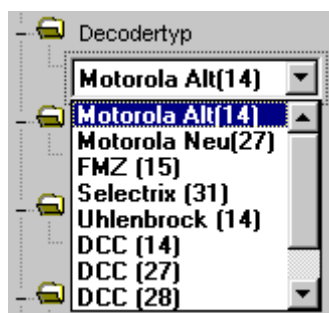 Decodertyp
Motorola Alt(14)
Motorola Alt(14)
Motorola Neu(27)
FMZ (15)
Selectrix (31)
Uhlenbrock (14)
DCC (14)
DCC (27)
DCC (28)